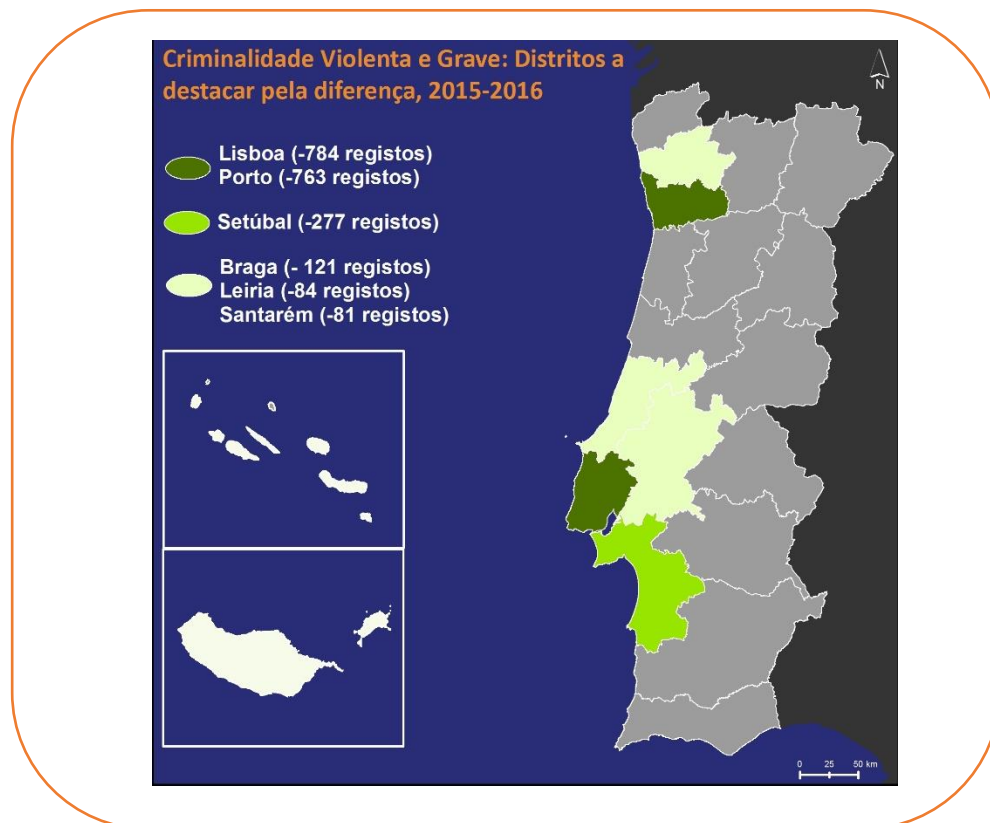 Criminalidade Violenta e Grave: Distritos a
destacar pela diferença, 2015-2016
N
Lisboa (-784 registos)
Porto (-763 registos)
Setúbal (-277 registos)
Braga (- 121 registos)
Leiria (-84 registos)
Santarém (-81 registos)
0 25 50 km